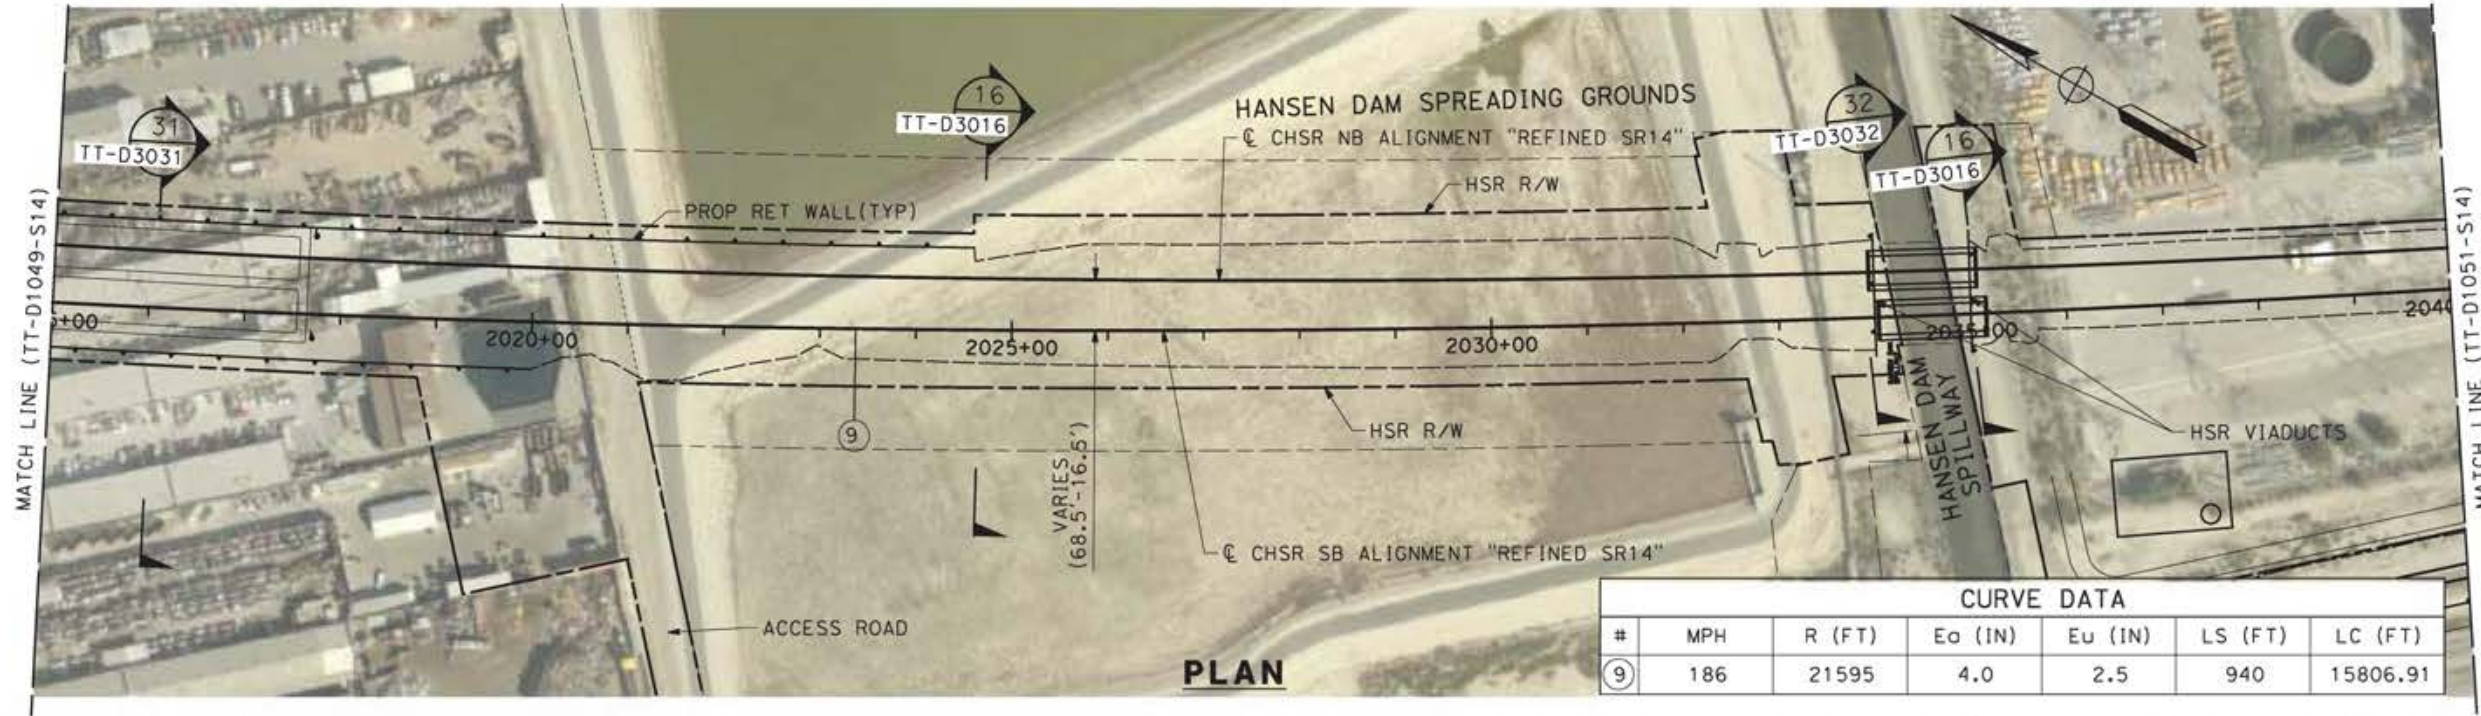 31
TT-D3031
16
TT-D3016
HANSEN DAM SPREADING GROUNDS
℄ CHSR NB ALIGNMENT "REFINED SR14"
32
TT-D3032
16
TT-D3016
HSR R/W
PROP RET WALL(TYP)
MATCH LINE (TT-D1049-S14)
MATCH LINE (TT-D1051-S14)
5+00
2020+00
2025+00
2030+00
2035+00
2040
9
HSR R/W
VARIES
(68.5'-16.5')
HANSEN DAM
SPILLWAY
HSR VIADUCTS
℄ CHSR SB ALIGNMENT "REFINED SR14"
ACCESS ROAD
PLAN
CURVE DATA
# MPH R (FT) Ea (IN) Eu (IN) LS (FT) LC (FT)
9 186 21595 4.0 2.5 940 15806.91